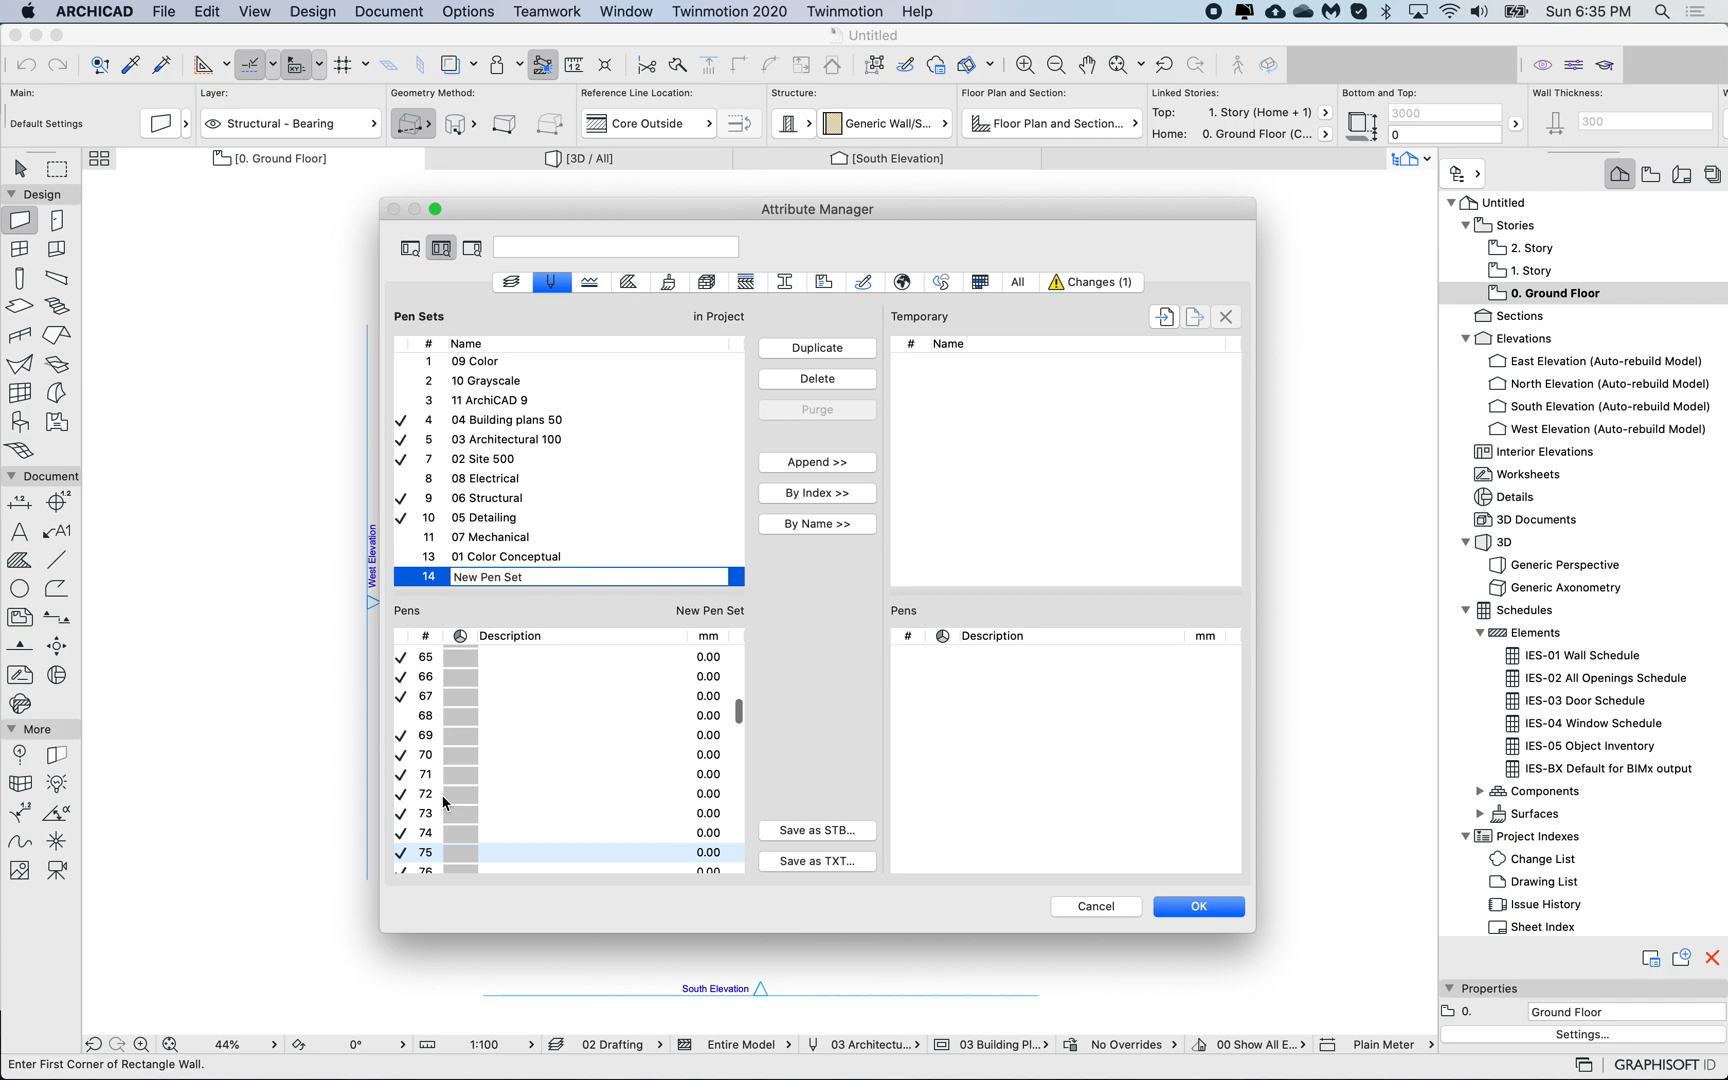 ARCHICAD File Edit View Design Document Options Teamwork Window Twinmotion 2020 Twinmotion Help Sun 6:35 PM
Untitled
Main: Layer: Geometry Method: Reference Line Location: Structure: Floor Plan and Section: Linked Stories: Bottom and Top: Wall Thickness:
Default Settings Structural - Bearing Core Outside Generic Wall/S... Floor Plan and Section... Top: 1. Story (Home + 1) 3000 300
Home: 0. Ground Floor (C... 0
[0. Ground Floor] [3D / All] [South Elevation]
Design
Document
More
West Elevation
South Elevation
Attribute Manager
All Changes (1)
Pen Sets in Project
# Name
1 09 Color
2 10 Grayscale
3 11 ArchiCAD 9
4 04 Building plans 50
5 03 Architectural 100
7 02 Site 500
8 08 Electrical
9 06 Structural
10 05 Detailing
11 07 Mechanical
13 01 Color Conceptual
14 New Pen Set
Pens New Pen Set
# Description mm
65 0.00
66 0.00
67 0.00
68 0.00
69 0.00
70 0.00
71 0.00
72 0.00
73 0.00
74 0.00
75 0.00
76 0.00
Duplicate
Delete
Purge
Append >>
By Index >>
By Name >>
Save as STB...
Save as TXT...
Temporary
# Name
Pens
# Description mm
Cancel OK
Untitled
Stories
2. Story
1. Story
0. Ground Floor
Sections
Elevations
East Elevation (Auto-rebuild Model)
North Elevation (Auto-rebuild Model)
South Elevation (Auto-rebuild Model)
West Elevation (Auto-rebuild Model)
Interior Elevations
Worksheets
Details
3D Documents
3D
Generic Perspective
Generic Axonometry
Schedules
Elements
IES-01 Wall Schedule
IES-02 All Openings Schedule
IES-03 Door Schedule
IES-04 Window Schedule
IES-05 Object Inventory
IES-BX Default for BIMx output
Components
Surfaces
Project Indexes
Change List
Drawing List
Issue History
Sheet Index
Properties
0. Ground Floor
Settings...
44% 0° 1:100 02 Drafting Entire Model 03 Architectu... 03 Building Pl... No Overrides 00 Show All E... Plain Meter
Enter First Corner of Rectangle Wall. GRAPHISOFT ID